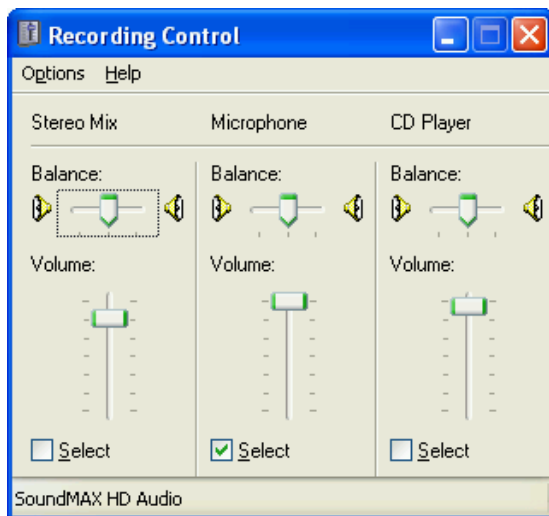 Recording Control
Options Help
Stereo Mix Microphone CD Player
Balance: Balance: Balance:
Volume: Volume: Volume:
Select Select Select
SoundMAX HD Audio